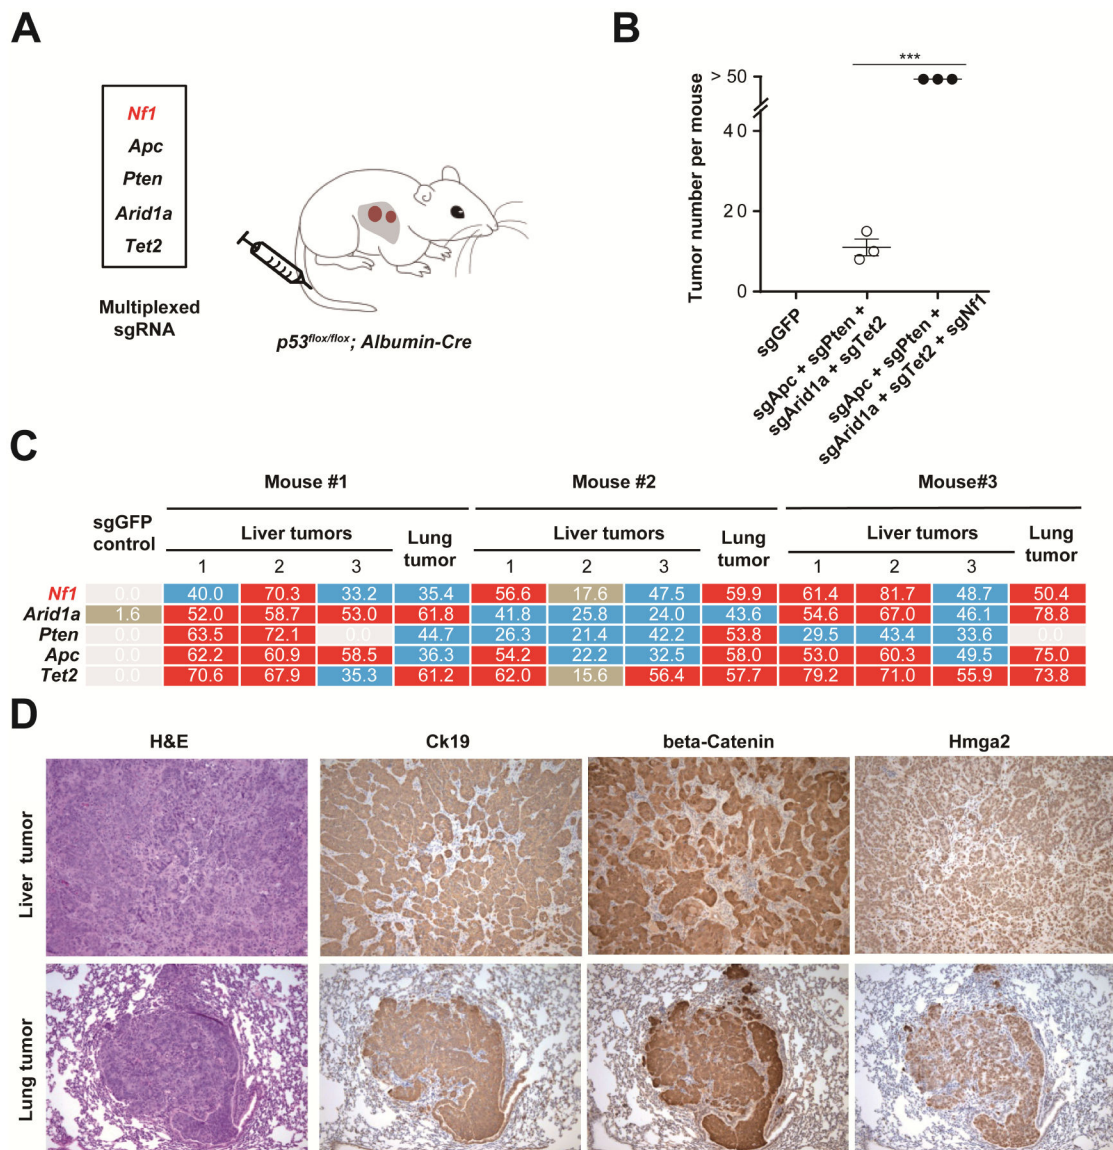 A
Nf1
Apc
Pten
Arid1a
Tet2
Multiplexed
sgRNA
p53flox/flox; Albumin-Cre
B
***
Tumor number per mouse
> 50
40
20
0
sgGFP
sgApc + sgPten +
sgArid1a + sgTet2
sgApc + sgPten +
sgArid1a + sgTet2 + sgNf1
C
Mouse #1 Mouse #2 Mouse#3
sgGFP control Liver tumors Lung tumor Liver tumors Lung tumor Liver tumors Lung tumor
1 2 3 1 2 3 1 2 3
Nf1 0.0 40.0 70.3 33.2 35.4 56.6 17.6 47.5 59.9 61.4 81.7 48.7 50.4
Arid1a 1.6 52.0 58.7 53.0 61.8 41.8 25.8 24.0 43.6 54.6 67.0 46.1 78.8
Pten 0.0 63.5 72.1 0.0 44.7 26.3 21.4 42.2 53.8 29.5 43.4 33.6 0.0
Apc 0.0 62.2 60.9 58.5 36.3 54.2 22.2 32.5 58.0 53.0 60.3 49.5 75.0
Tet2 0.0 70.6 67.9 35.3 61.2 62.0 15.6 56.4 57.7 79.2 71.0 55.9 73.8
D
H&E Ck19 beta-Catenin Hmga2
Liver tumor
Lung tumor